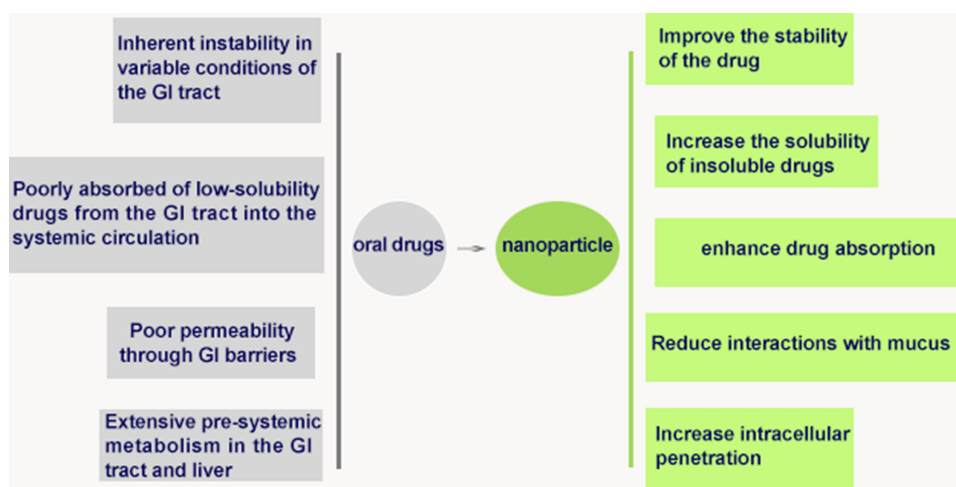 Inherent instability in
variable conditions of
the GI tract
Poorly absorbed of low-solubility
drugs from the GI tract into the
systemic circulation
Poor permeability
through GI barriers
Extensive pre-systemic
metabolism in the GI
tract and liver
oral drugs
nanoparticle
Improve the stability
of the drug
Increase the solubility
of insoluble drugs
enhance drug absorption
Reduce interactions with mucus
Increase intracellular
penetration